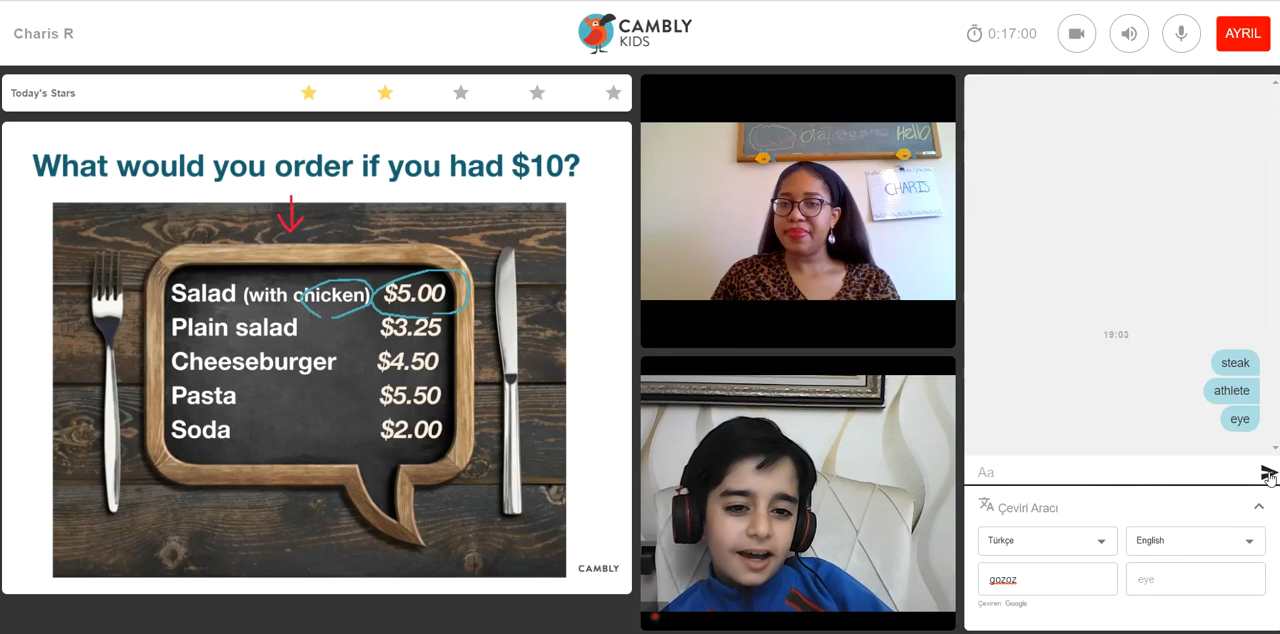 Charis R
CAMBLY
KIDS
0:17:00
AYRIL
Today's Stars
What would you order if you had $10?
Salad (with chicken) $5.00
Plain salad $3.25
Cheeseburger $4.50
Pasta $5.50
Soda $2.00
CAMBLY
Hello
CHARIS
19:03
steak
athlete
eye
Aa
Çeviri Aracı
Türkçe
English
gozoz
eye
Çeviren: Google